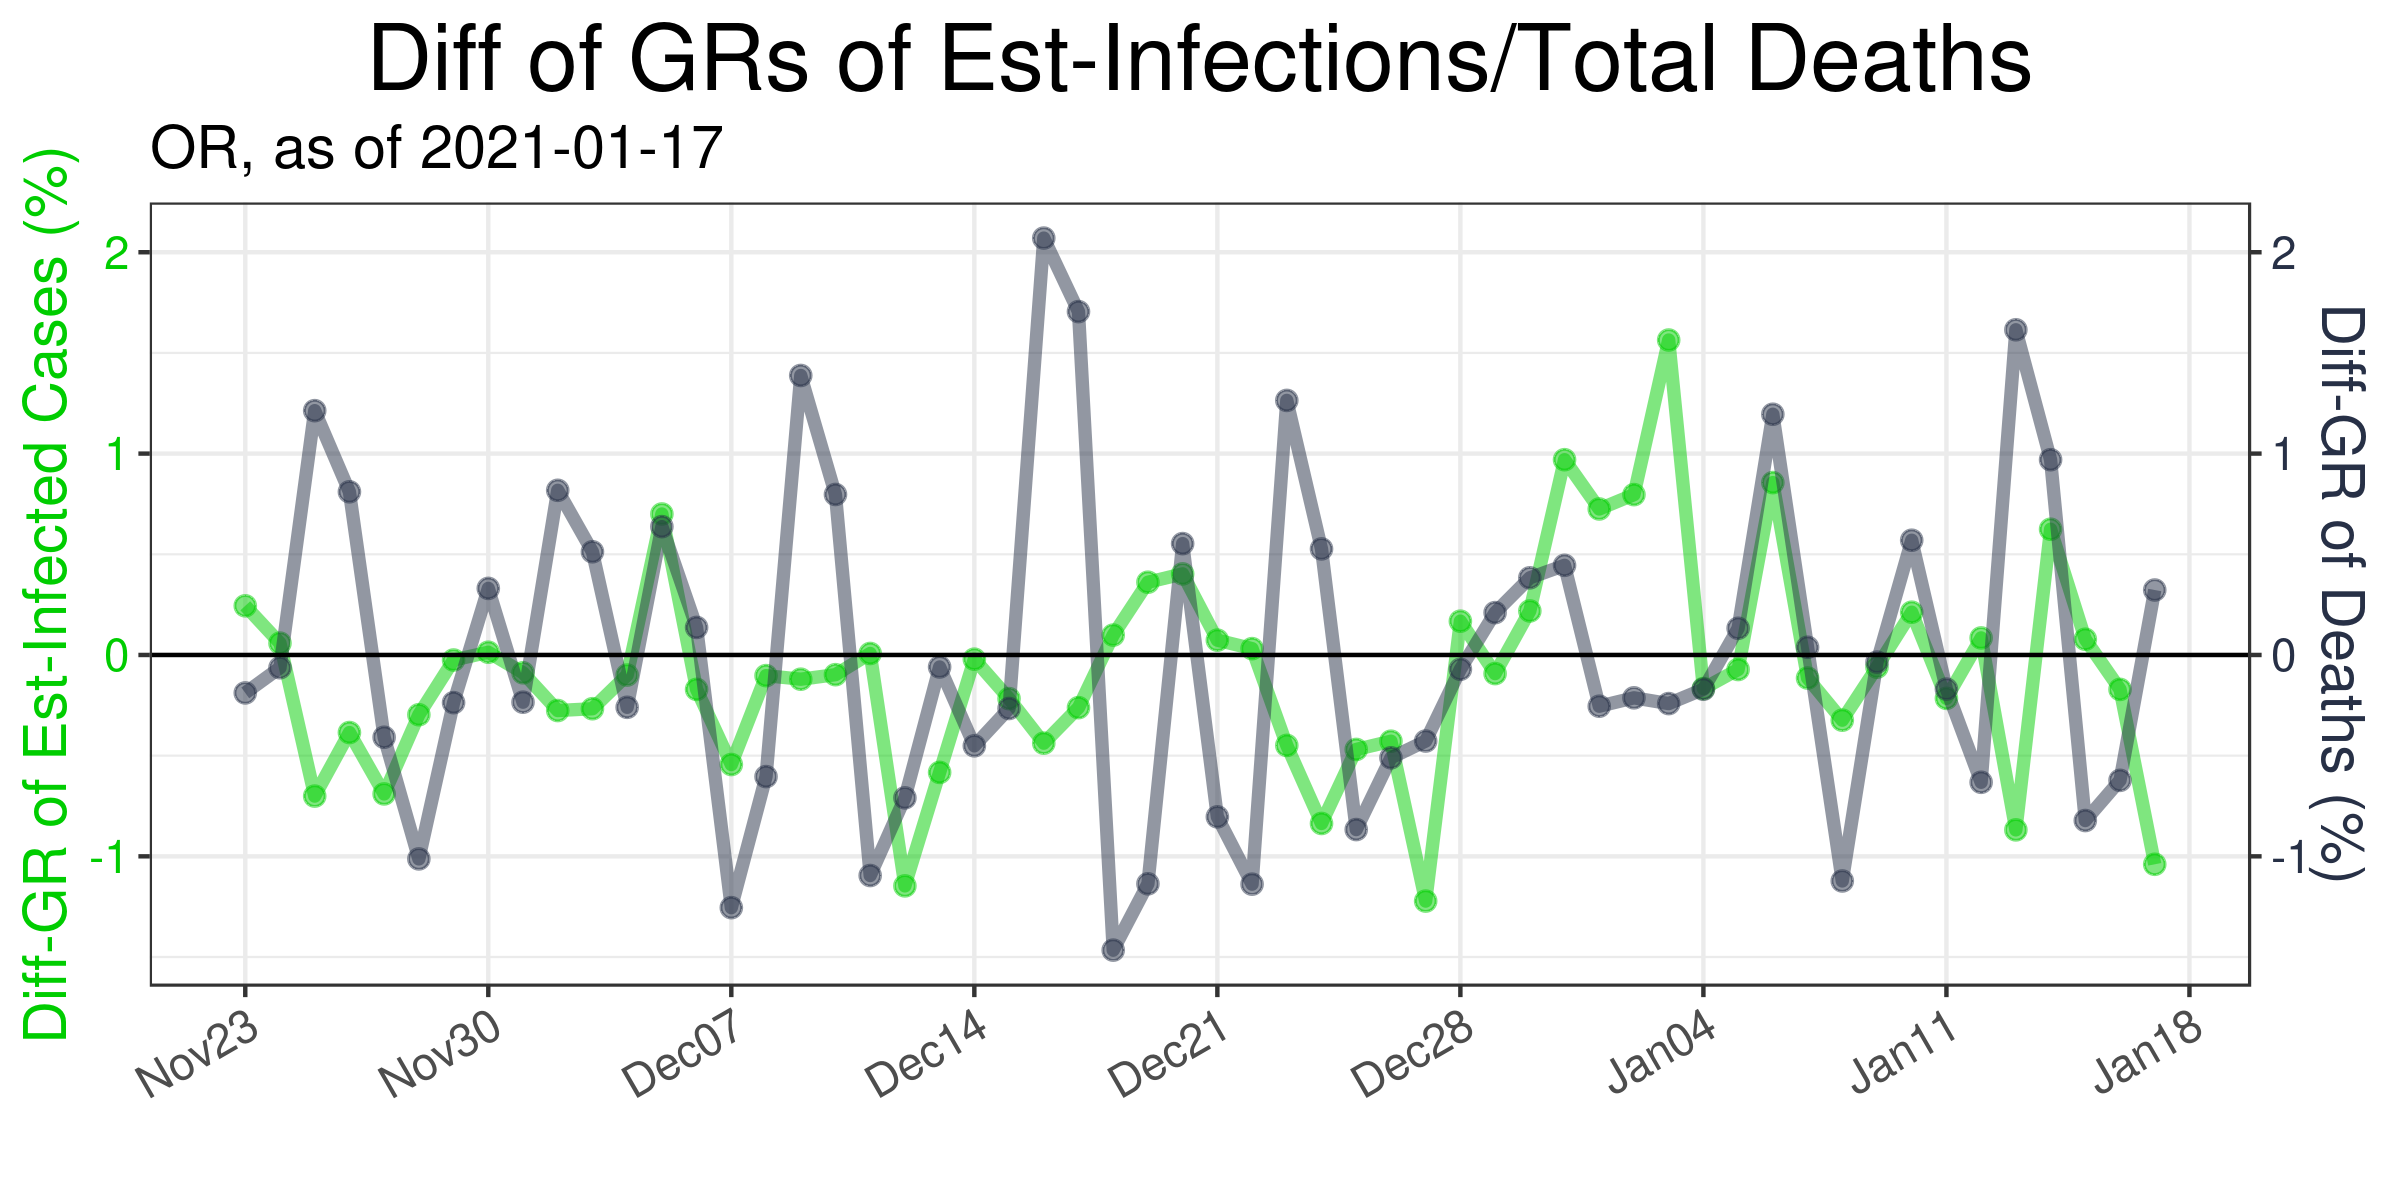 Diff of GRs of Est-Infections/Total Deaths
OR, as of 2021-01-17
Diff-GR of Est-Infected Cases (%)
2
1
0
-1
2
1
0
-1
Diff-GR of Deaths (%)
Nov23
Nov30
Dec07
Dec14
Dec21
Dec28
Jan04
Jan11
Jan18